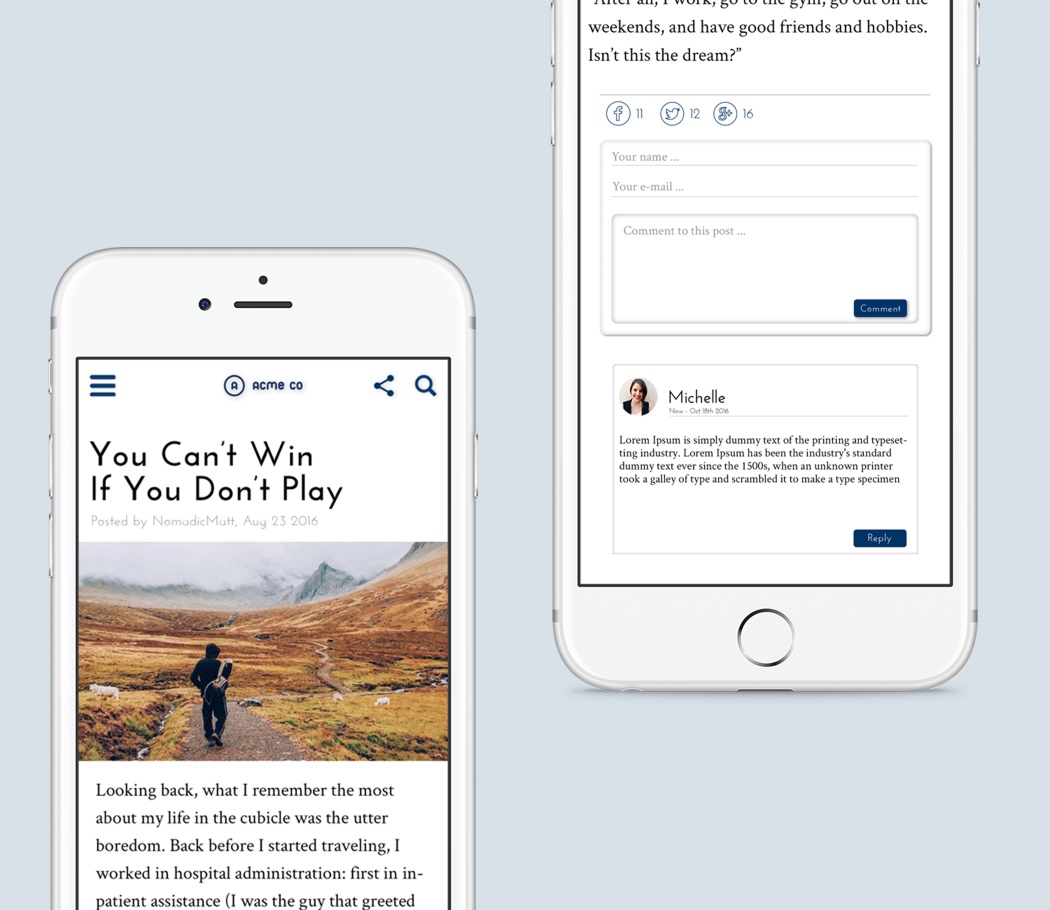 A ACME CO
You Can't Win
If You Don't Play
Posted by NomadicMatt, Aug 23 2016
Looking back, what I remember the most
about my life in the cubicle was the utter
boredom. Back before I started traveling, I
worked in hospital administration: first in in-
patient assistance (I was the guy that greeted
“After all, I work, go to the gym, go out on the
weekends, and have good friends and hobbies.
Isn’t this the dream?”
11 12 g+ 16
Your name ...
Your e-mail ...
Comment to this post ...
Comment
Michelle
Now - Oct 18th 2016
Lorem Ipsum is simply dummy text of the printing and typeset-
ting industry. Lorem Ipsum has been the industry's standard
dummy text ever since the 1500s, when an unknown printer
took a galley of type and scrambled it to make a type specimen
Reply